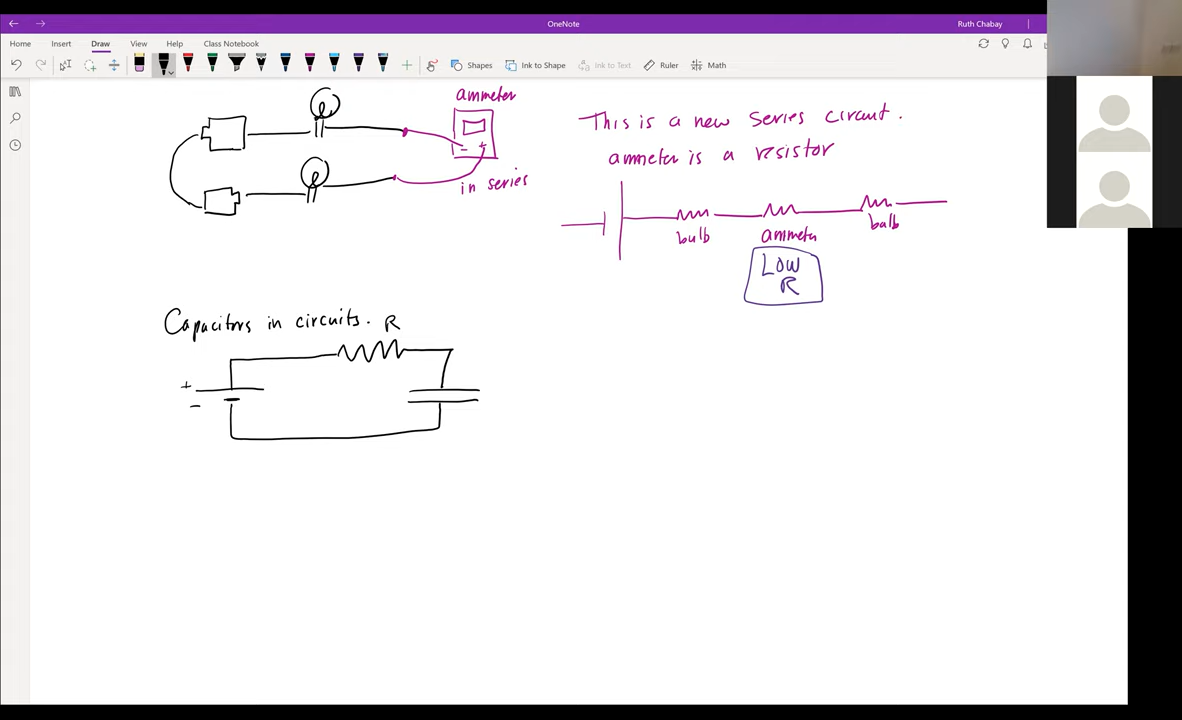 OneNote
Ruth Chabay
Home Insert Draw View Help Class Notebook
Shapes Ink to Shape Ink to Text Ruler Math
ammeter
- +
in series
This is a new series circuit.
ammeter is a resistor
bulb ammeter bulb
LOW
R
Capacitors in circuits. R
+
-